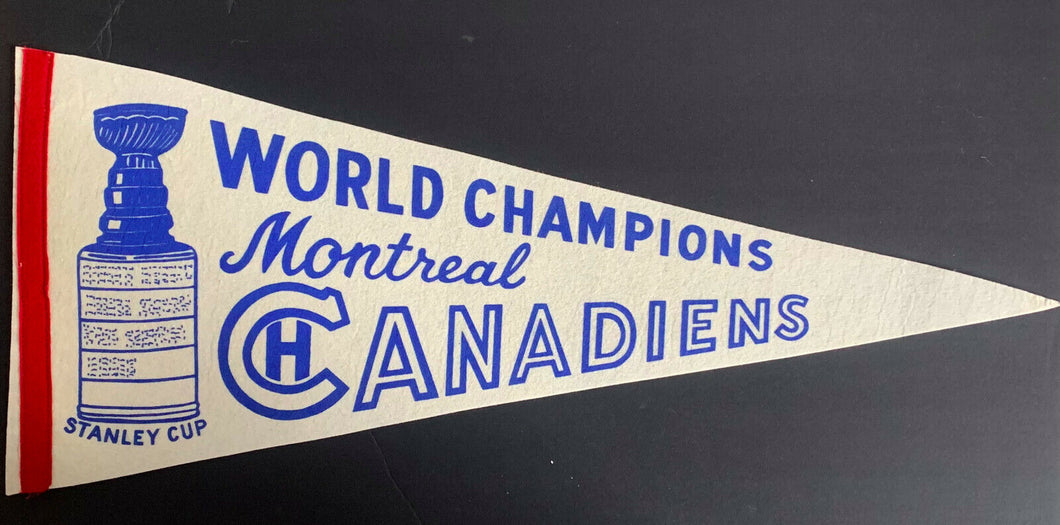 WORLD CHAMPIONS
Montreal
CANADIENS
H
STANLEY CUP